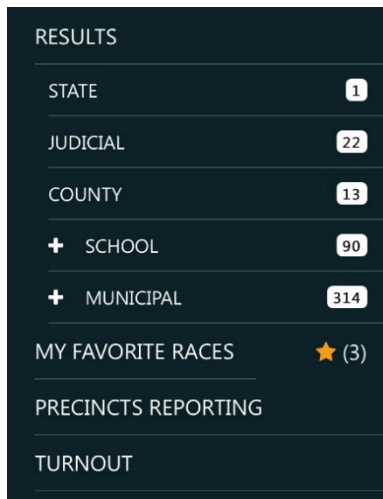 RESULTS
STATE 1
JUDICIAL 22
COUNTY 13
+ SCHOOL 90
+ MUNICIPAL 314
MY FAVORITE RACES ★ (3)
PRECINCTS REPORTING
TURNOUT